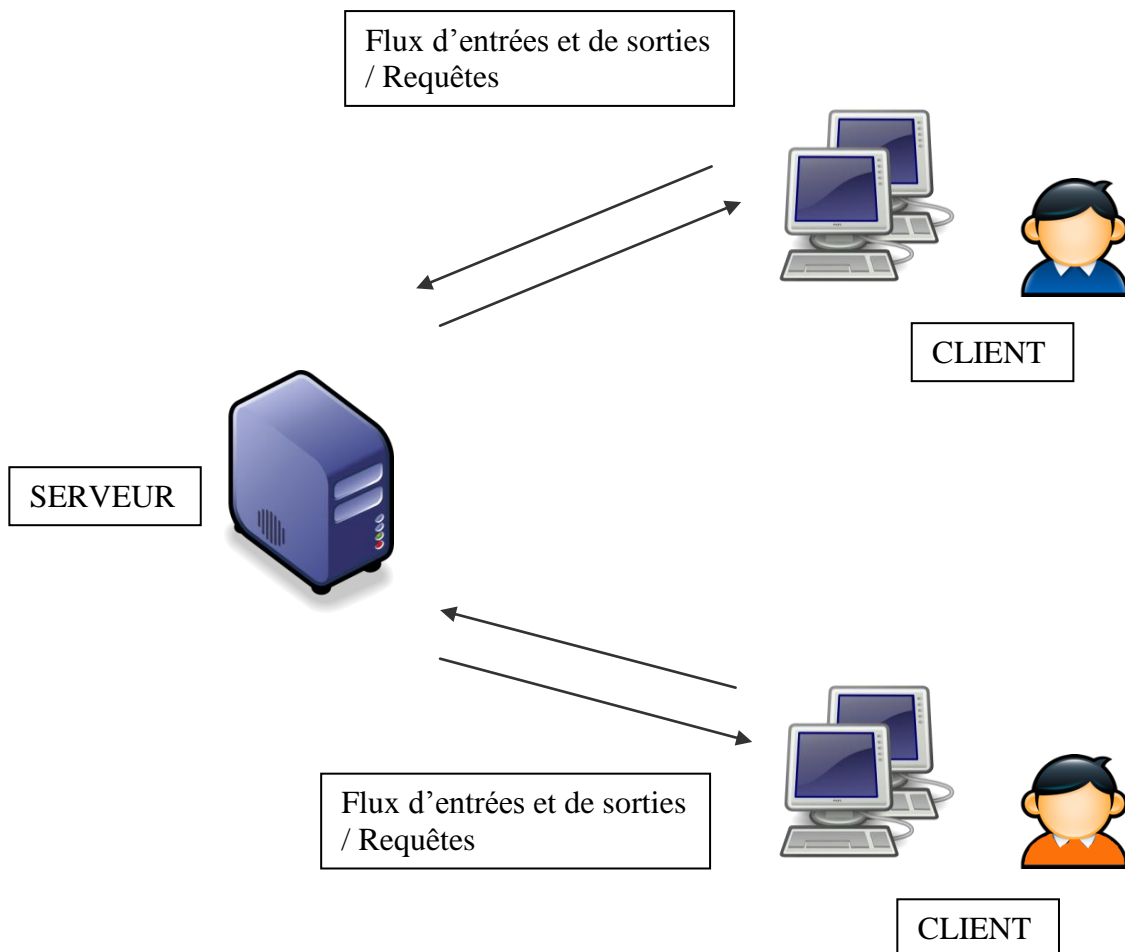 Flux d’entrées et de sorties
/ Requêtes
CLIENT
SERVEUR
Flux d’entrées et de sorties
/ Requêtes
CLIENT